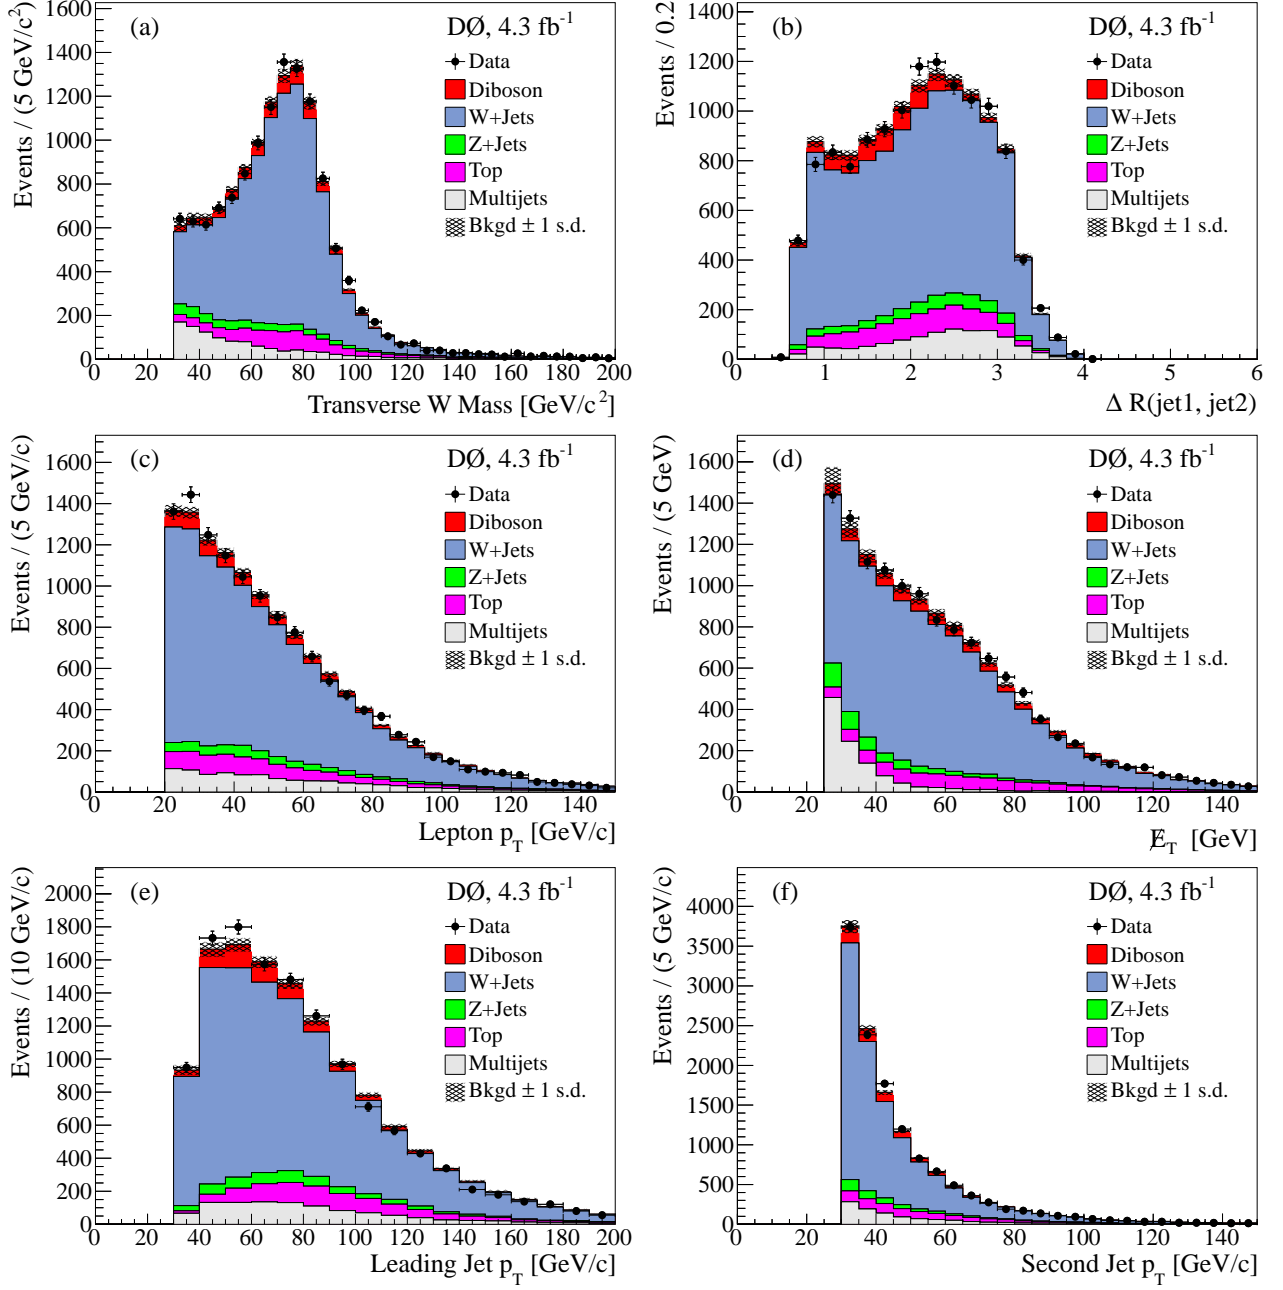 Events / (5 GeV/c²)
1600
1400
1200
1000
800
600
400
200
0
(a)
DØ, 4.3 fb⁻¹
Data
Diboson
W+Jets
Z+Jets
Top
Multijets
Bkgd ± 1 s.d.
0 20 40 60 80 100 120 140 160 180 200
Transverse W Mass [GeV/c²]
Events / 0.2
1400
1200
1000
800
600
400
200
0
(b)
DØ, 4.3 fb⁻¹
Data
Diboson
W+Jets
Z+Jets
Top
Multijets
Bkgd ± 1 s.d.
0 1 2 3 4 5 6
Δ R(jet1, jet2)
Events / (5 GeV/c)
1600
1400
1200
1000
800
600
400
200
0
(c)
DØ, 4.3 fb⁻¹
Data
Diboson
W+Jets
Z+Jets
Top
Multijets
Bkgd ± 1 s.d.
0 20 40 60 80 100 120 140
Lepton p_T [GeV/c]
Events / (5 GeV)
1600
1400
1200
1000
800
600
400
200
0
(d)
DØ, 4.3 fb⁻¹
Data
Diboson
W+Jets
Z+Jets
Top
Multijets
Bkgd ± 1 s.d.
0 20 40 60 80 100 120 140
E̸_T [GeV]
Events / (10 GeV/c)
2000
1800
1600
1400
1200
1000
800
600
400
200
0
(e)
DØ, 4.3 fb⁻¹
Data
Diboson
W+Jets
Z+Jets
Top
Multijets
Bkgd ± 1 s.d.
0 20 40 60 80 100 120 140 160 180 200
Leading Jet p_T [GeV/c]
Events / (5 GeV/c)
4000
3500
3000
2500
2000
1500
1000
500
0
(f)
DØ, 4.3 fb⁻¹
Data
Diboson
W+Jets
Z+Jets
Top
Multijets
Bkgd ± 1 s.d.
0 20 40 60 80 100 120 140
Second Jet p_T [GeV/c]